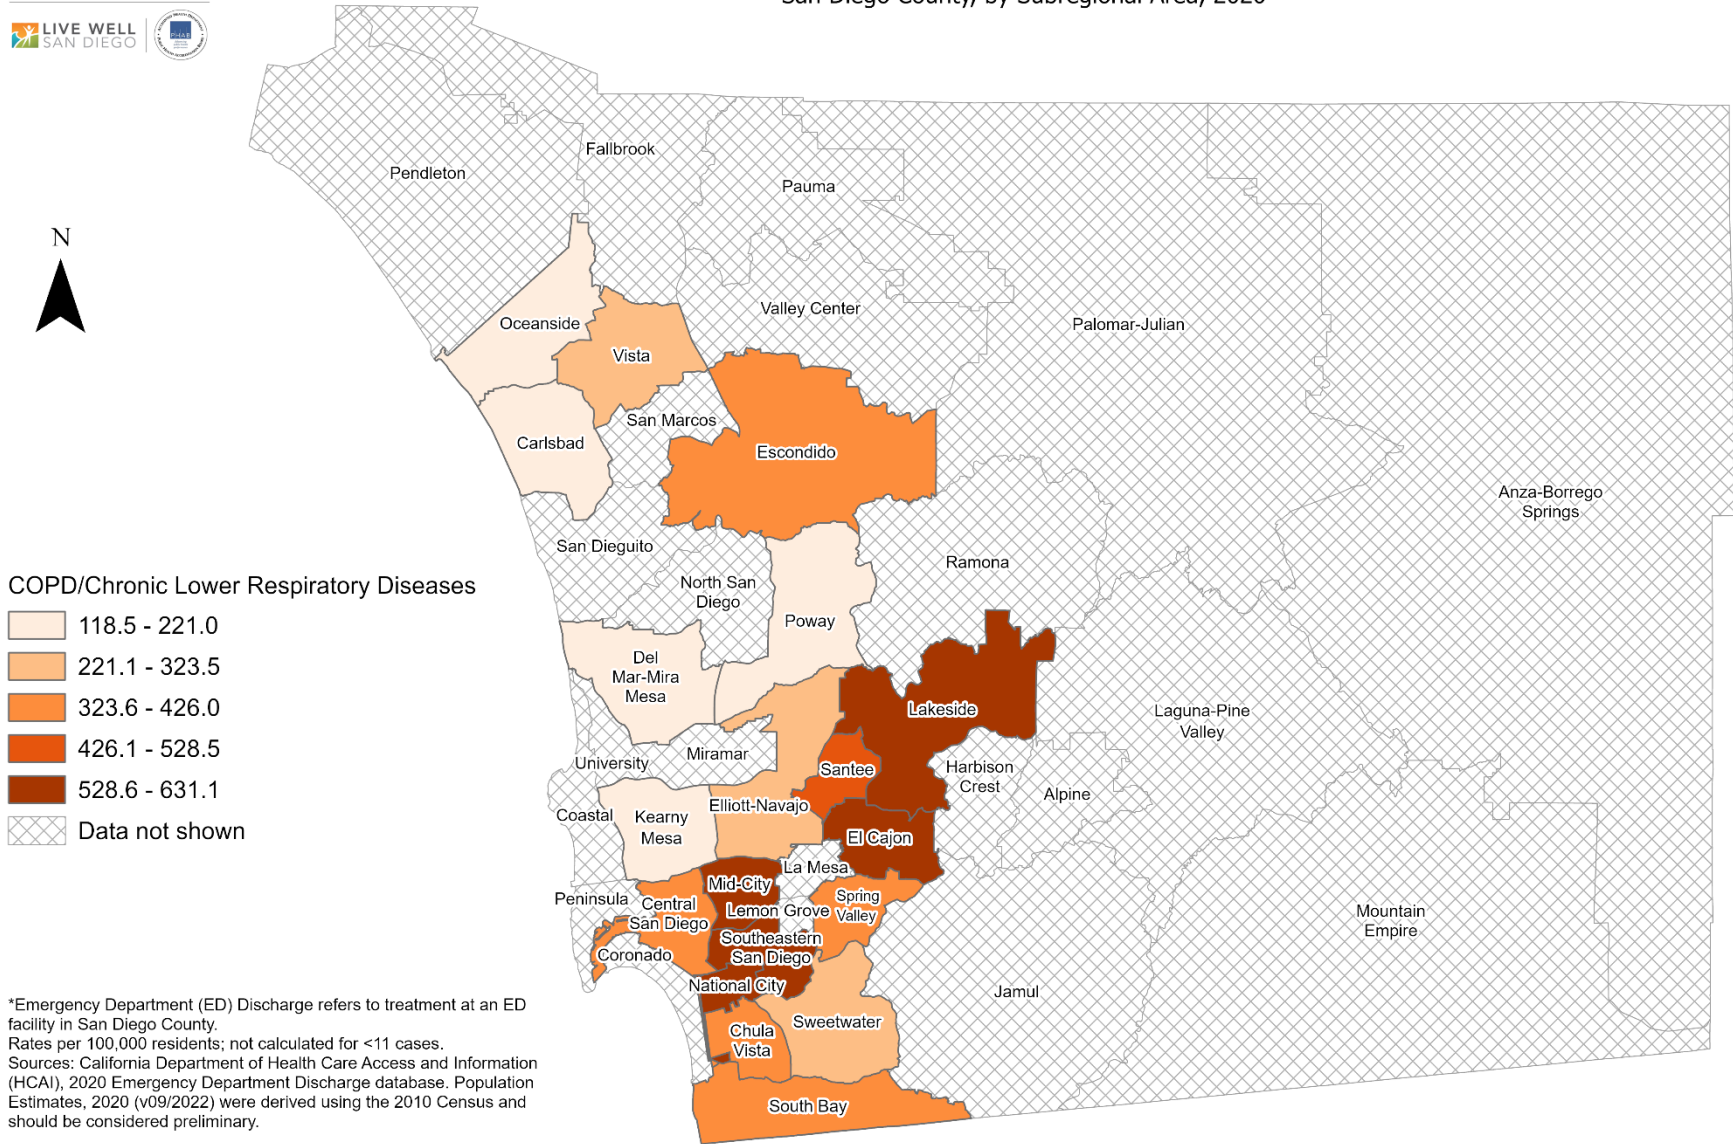 San Diego County, by Subregional Area, 2020
LIVE WELL
SAN DIEGO
PHAB
N
Pendleton
Fallbrook
Pauma
Oceanside
Vista
Valley Center
Palomar-Julian
San Marcos
Carlsbad
Escondido
Anza-Borrego
Springs
San Dieguito
Ramona
North San
Diego
Poway
Del
Mar-Mira
Mesa
Lakeside
Laguna-Pine
Valley
Miramar
University
Santee
Harbison
Crest
Alpine
Elliott-Navajo
Coastal
Kearny
Mesa
El Cajon
La Mesa
Mid-City
Peninsula
Central
San Diego
Lemon Grove
Spring
Valley
Mountain
Empire
Southeastern
San Diego
Coronado
National City
Jamul
Sweetwater
Chula
Vista
South Bay
COPD/Chronic Lower Respiratory Diseases
118.5 - 221.0
221.1 - 323.5
323.6 - 426.0
426.1 - 528.5
528.6 - 631.1
Data not shown
*Emergency Department (ED) Discharge refers to treatment at an ED
facility in San Diego County.
Rates per 100,000 residents; not calculated for <11 cases.
Sources: California Department of Health Care Access and Information
(HCAI), 2020 Emergency Department Discharge database. Population
Estimates, 2020 (v09/2022) were derived using the 2010 Census and
should be considered preliminary.